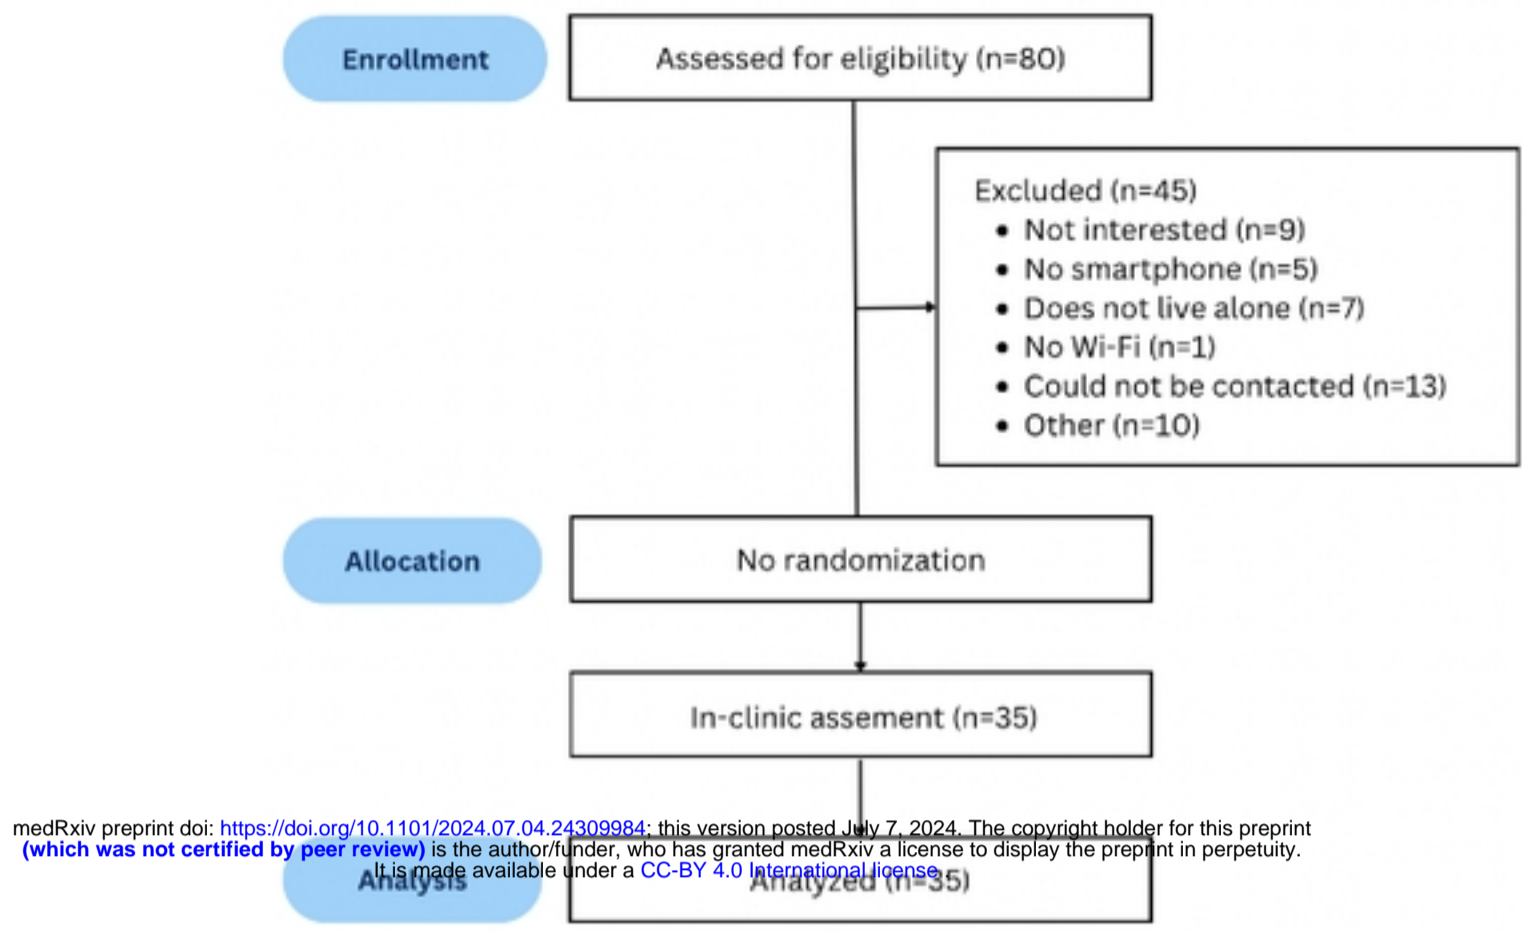 Enrollment
Assessed for eligibility (n=80)
Excluded (n=45)
• Not interested (n=9)
• No smartphone (n=5)
• Does not live alone (n=7)
• No Wi-Fi (n=1)
• Could not be contacted (n=13)
• Other (n=10)
Allocation
No randomization
In-clinic assement (n=35)
medRxiv preprint doi: https://doi.org/10.1101/2024.07.04.24309984; this version posted July 7, 2024. The copyright holder for this preprint
(which was not certified by peer review) is the author/funder, who has granted medRxiv a license to display the preprint in perpetuity.
It is made available under a CC-BY 4.0 International license .
Analysis
Analyzed (n=35)